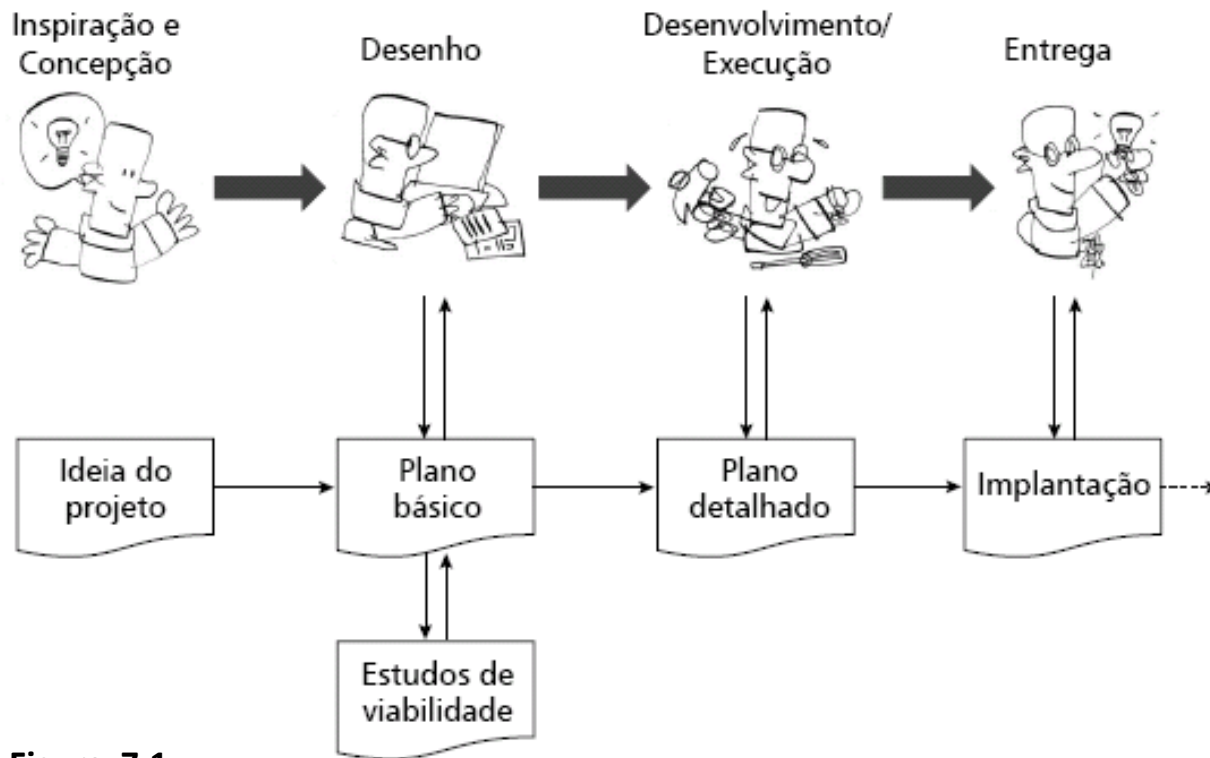 Inspiração e
Concepção
Desenho
Desenvolvimento/
Execução
Entrega
Ideia do
projeto
Plano
básico
Plano
detalhado
Implantação
Estudos de
viabilidade